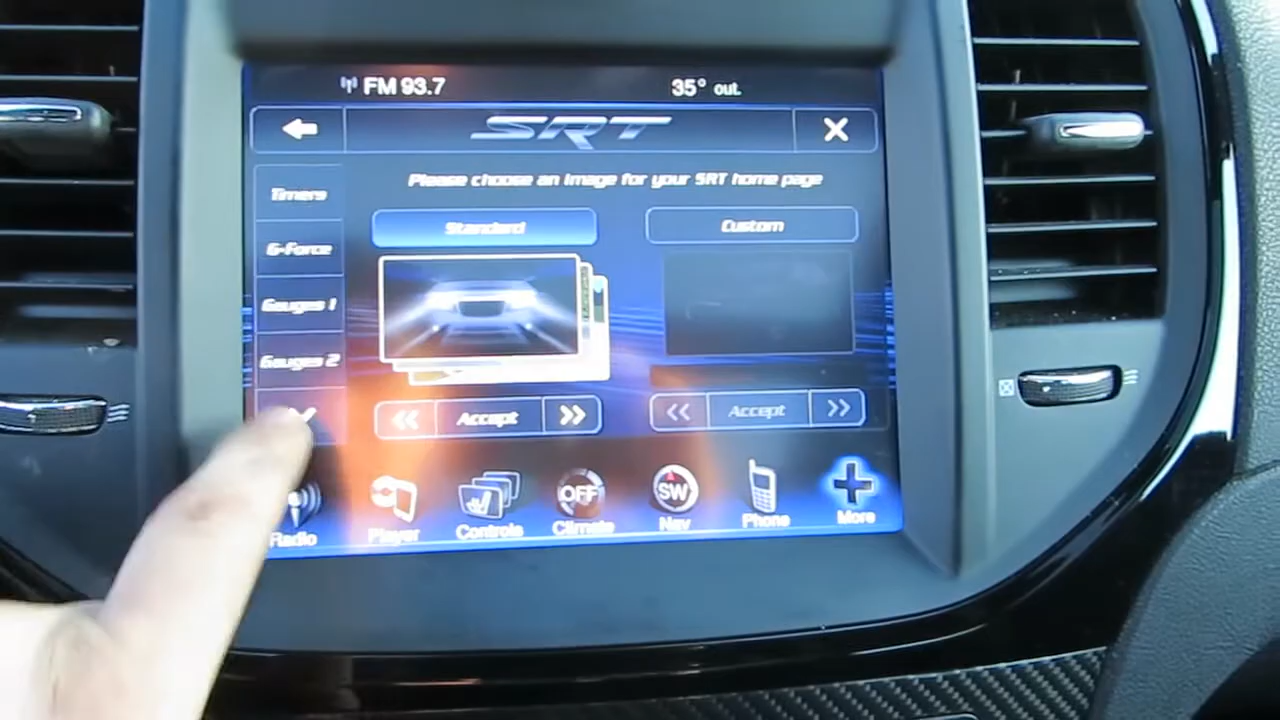 FM 93.7
35° out.
SRT
Please choose an image for your SRT home page
Timers
G-Force
Gauges 1
Gauges 2
Standard
Custom
Accept
Accept
OFF
SW
Radio
Player
Controls
Climate
Nav
Phone
More